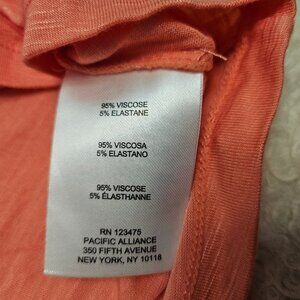 95% VISCOSE
5% ELASTANE
95% VISCOSA
5% ELASTANO
95% VISCOSE
5% ÉLASTHANNE
RN 123475
PACIFIC ALLIANCE
350 FIFTH AVENUE
NEW YORK, NY 10118